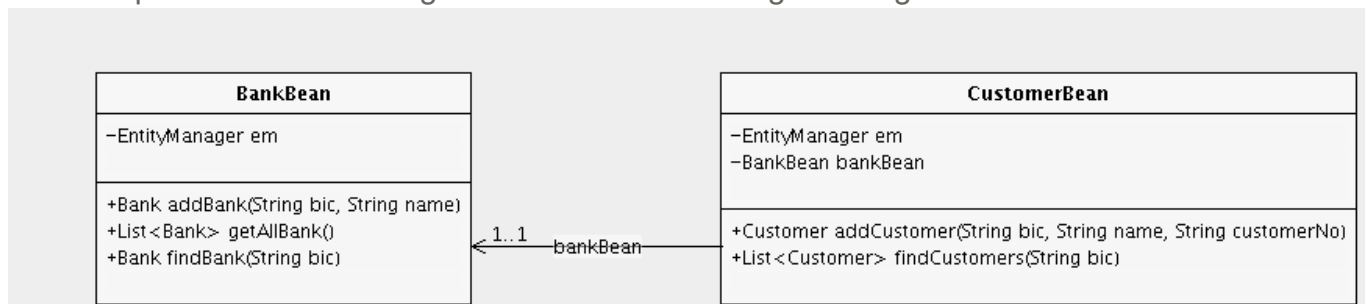 BankBean
-EntityManager em
+Bank addBank(String bic, String name)
+List<Bank> getAllBank()
+Bank findBank(String bic)
1..1
bankBean
CustomerBean
-EntityManager em
-BankBean bankBean
+Customer addCustomer(String bic, String name, String customerNo)
+List<Customer> findCustomers(String bic)